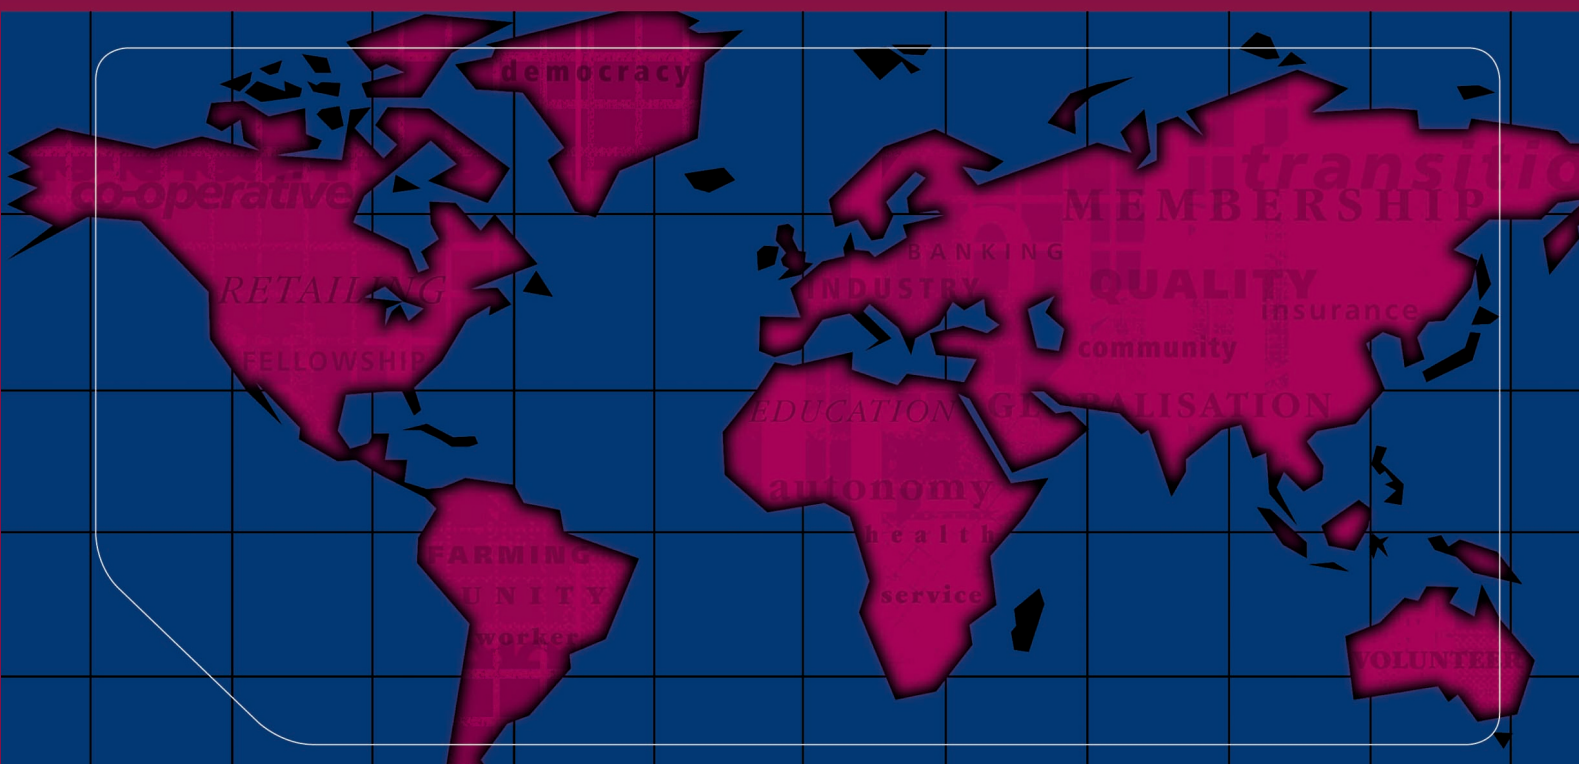 democracy
co-operative
transitio
MEMBERSHIP
BANKING
RETAILING
INDUSTRY
QUALITY
insurance
community
FELLOWSHIP
EDUCATION
GLOBALISATION
autonomy
health
FARMING
UNITY
service
worker
VOLUNTEER